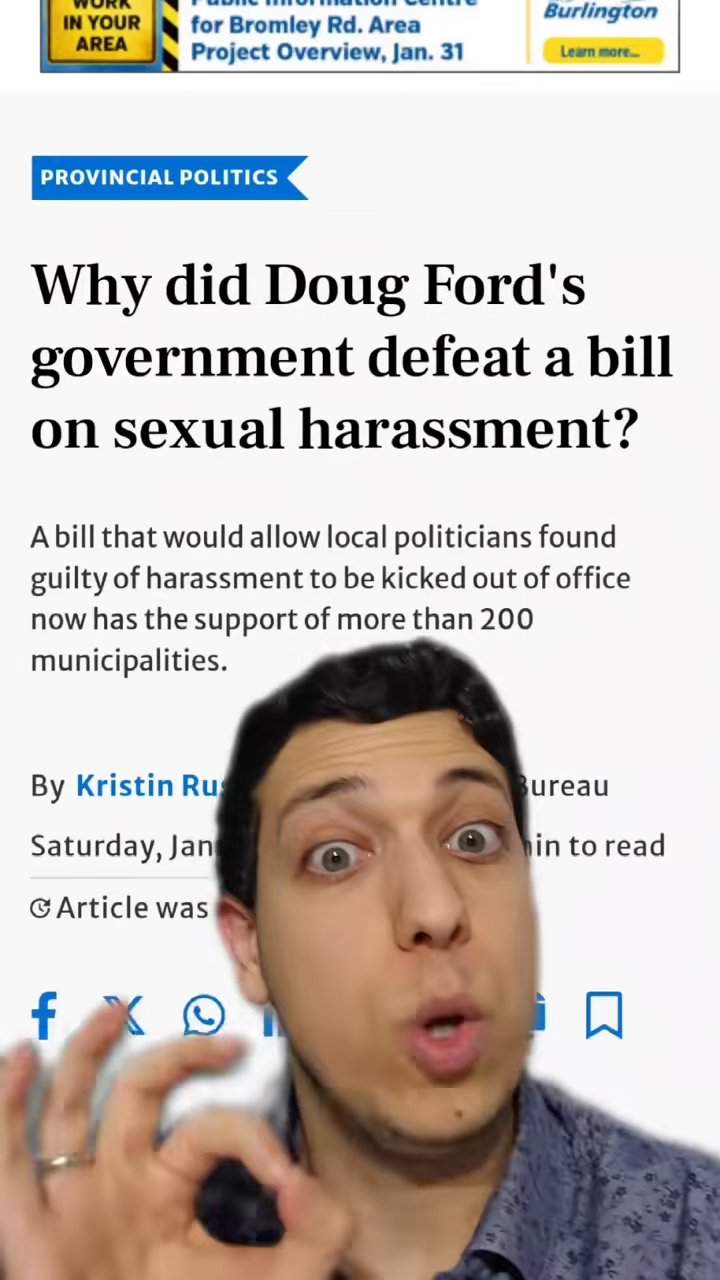 WORK
IN YOUR
AREA
Public Information Centre
for Bromley Rd. Area
Project Overview, Jan. 31
Burlington
Learn more...
PROVINCIAL POLITICS
Why did Doug Ford's
government defeat a bill
on sexual harassment?
A bill that would allow local politicians found
guilty of harassment to be kicked out of office
now has the support of more than 200
municipalities.
By Kristin Bureau
Saturday, to read
Article was